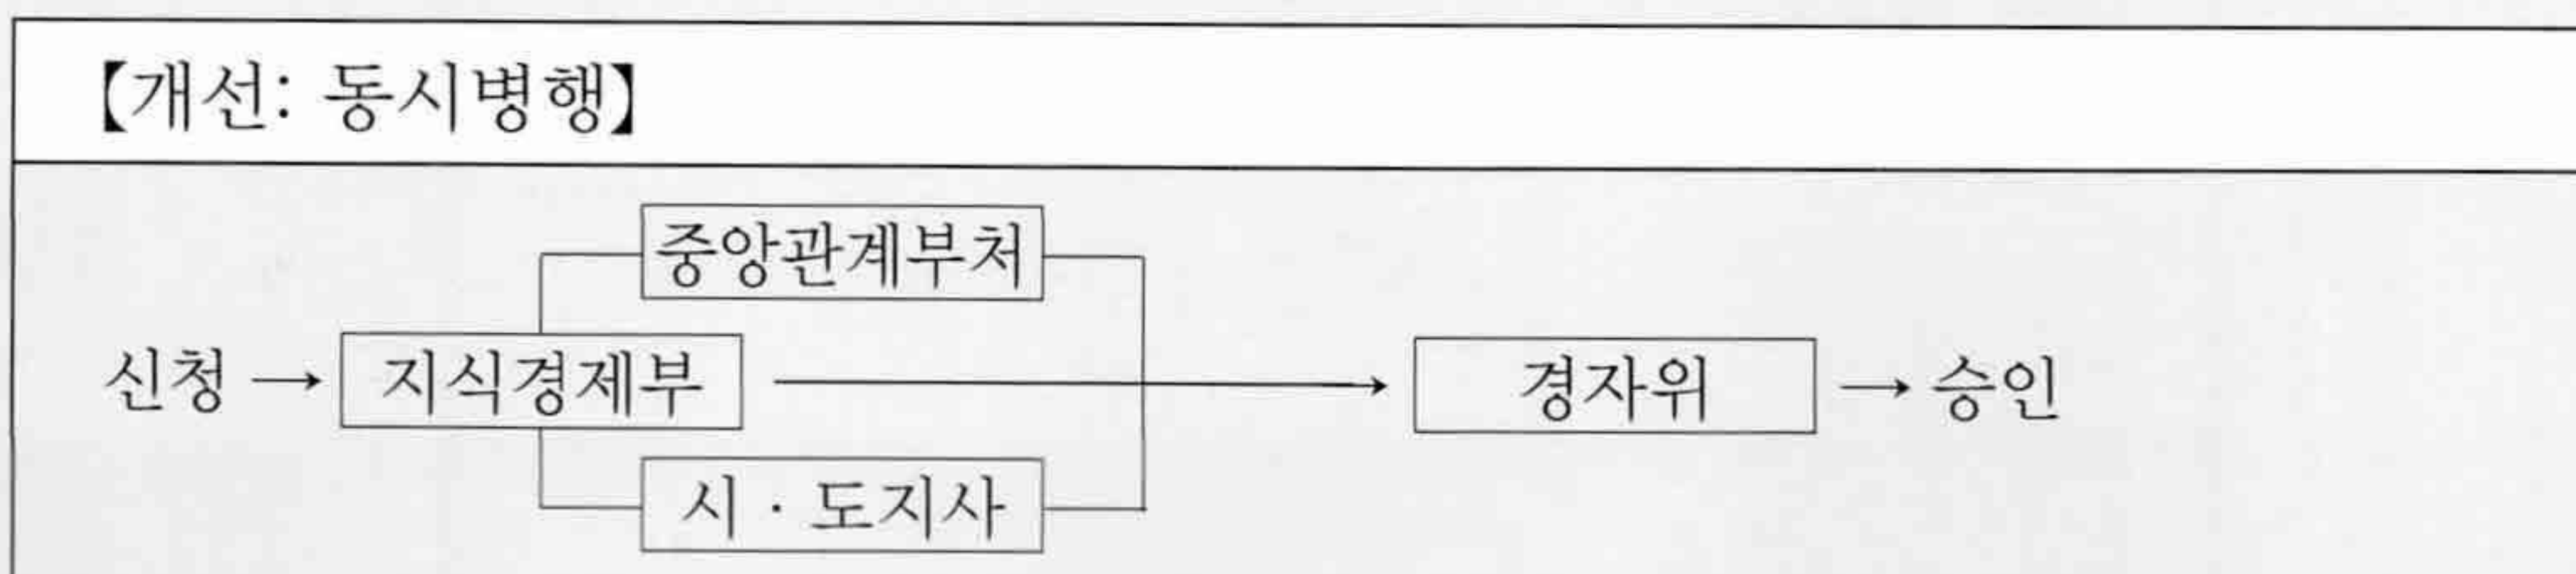 【개선: 동시병행】
중앙관계부처
신청 → 지식경제부 → 경자위 → 승인
시 · 도지사